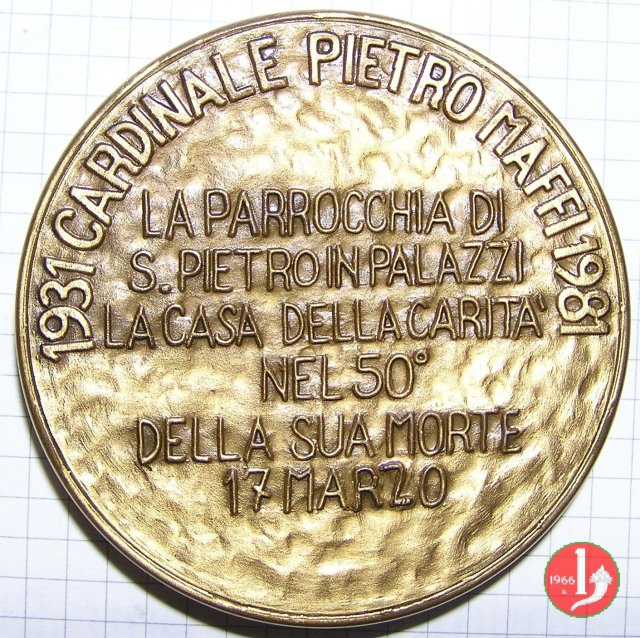 1931 CARDINALE PIETRO MAFFI 1981
LA PARROCCHIA DI
S. PIETRO IN PALAZZI
LA CASA DELLA CARITA'
NEL 50°
DELLA SUA MORTE
17 MARZO
1966 1
R.